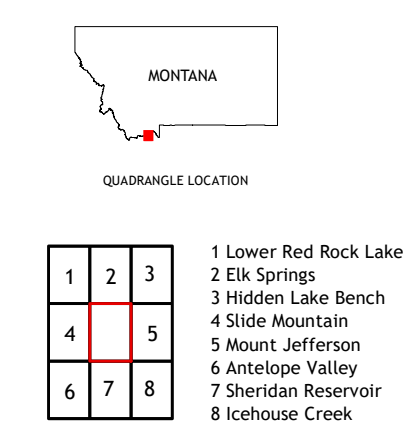 MONTANA
QUADRANGLE LOCATION
1 2 3
4 5
6 7 8
1 Lower Red Rock Lake
2 Elk Springs
3 Hidden Lake Bench
4 Slide Mountain
5 Mount Jefferson
6 Antelope Valley
7 Sheridan Reservoir
8 Icehouse Creek